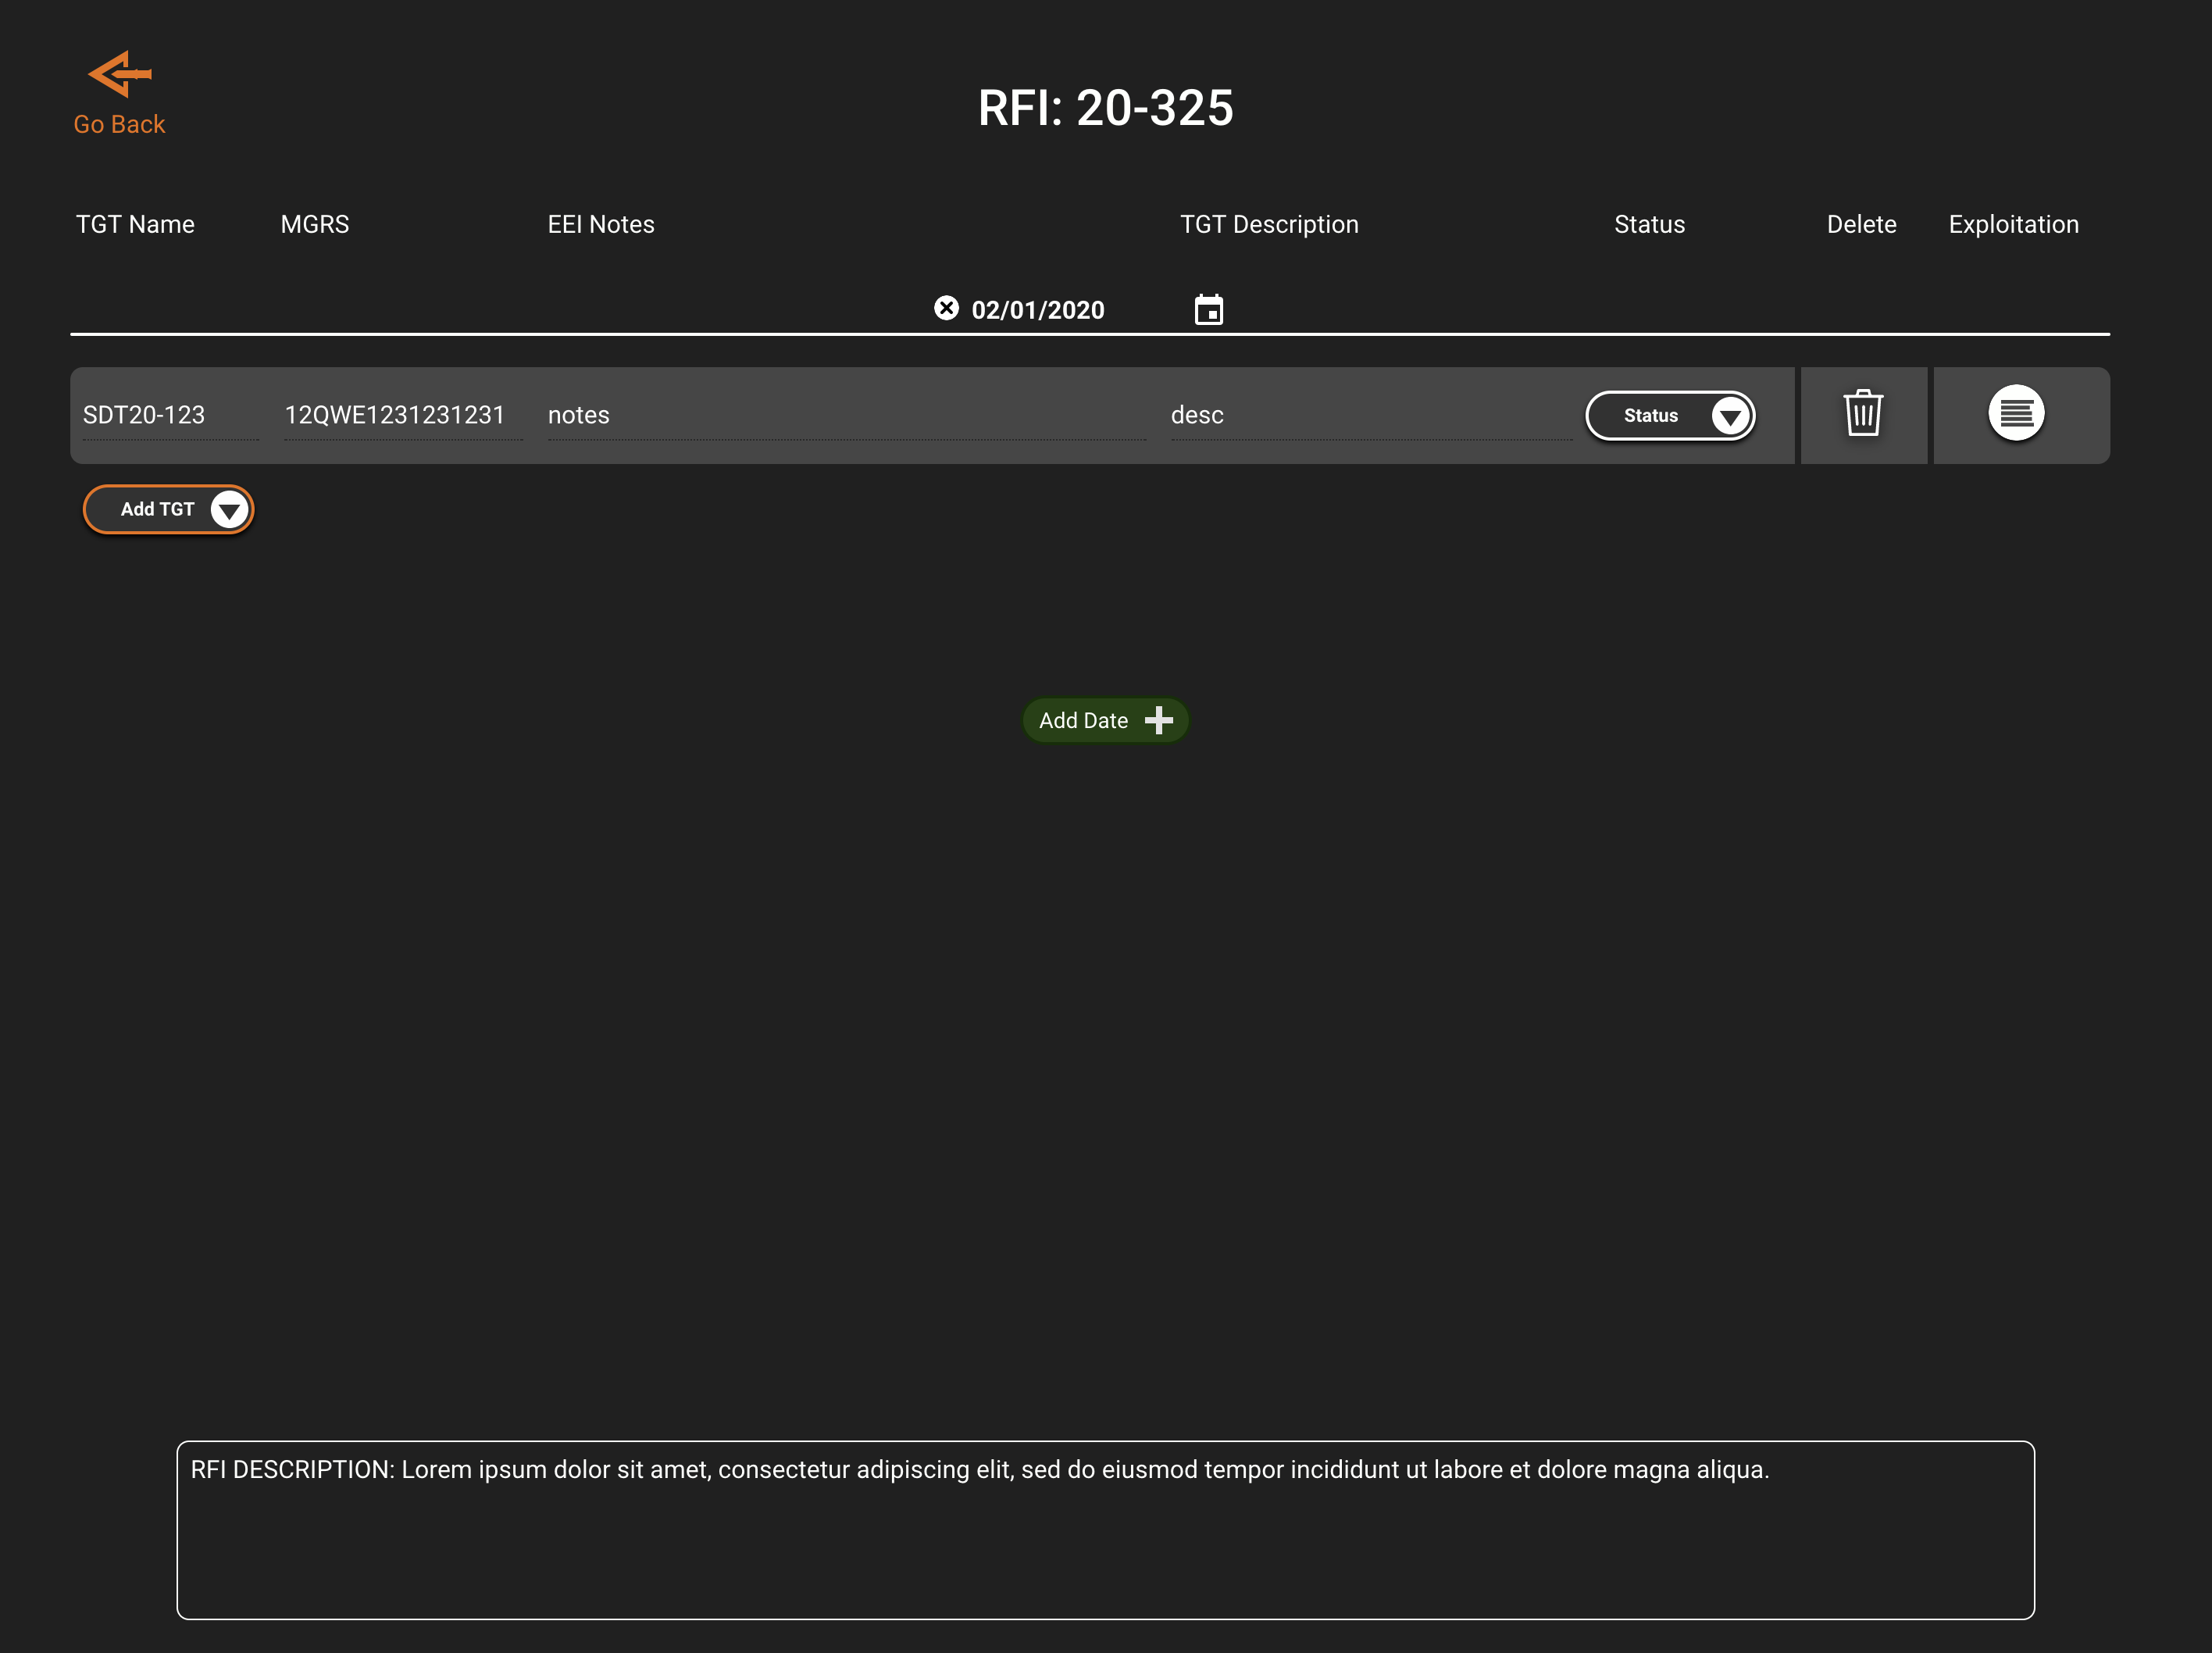 Go Back
RFI: 20-325
TGT Name MGRS EEI Notes TGT Description Status Delete Exploitation
02/01/2020
SDT20-123 12QWE1231231231 notes desc Status
Add TGT
Add Date
RFI DESCRIPTION: Lorem ipsum dolor sit amet, consectetur adipiscing elit, sed do eiusmod tempor incididunt ut labore et dolore magna aliqua.